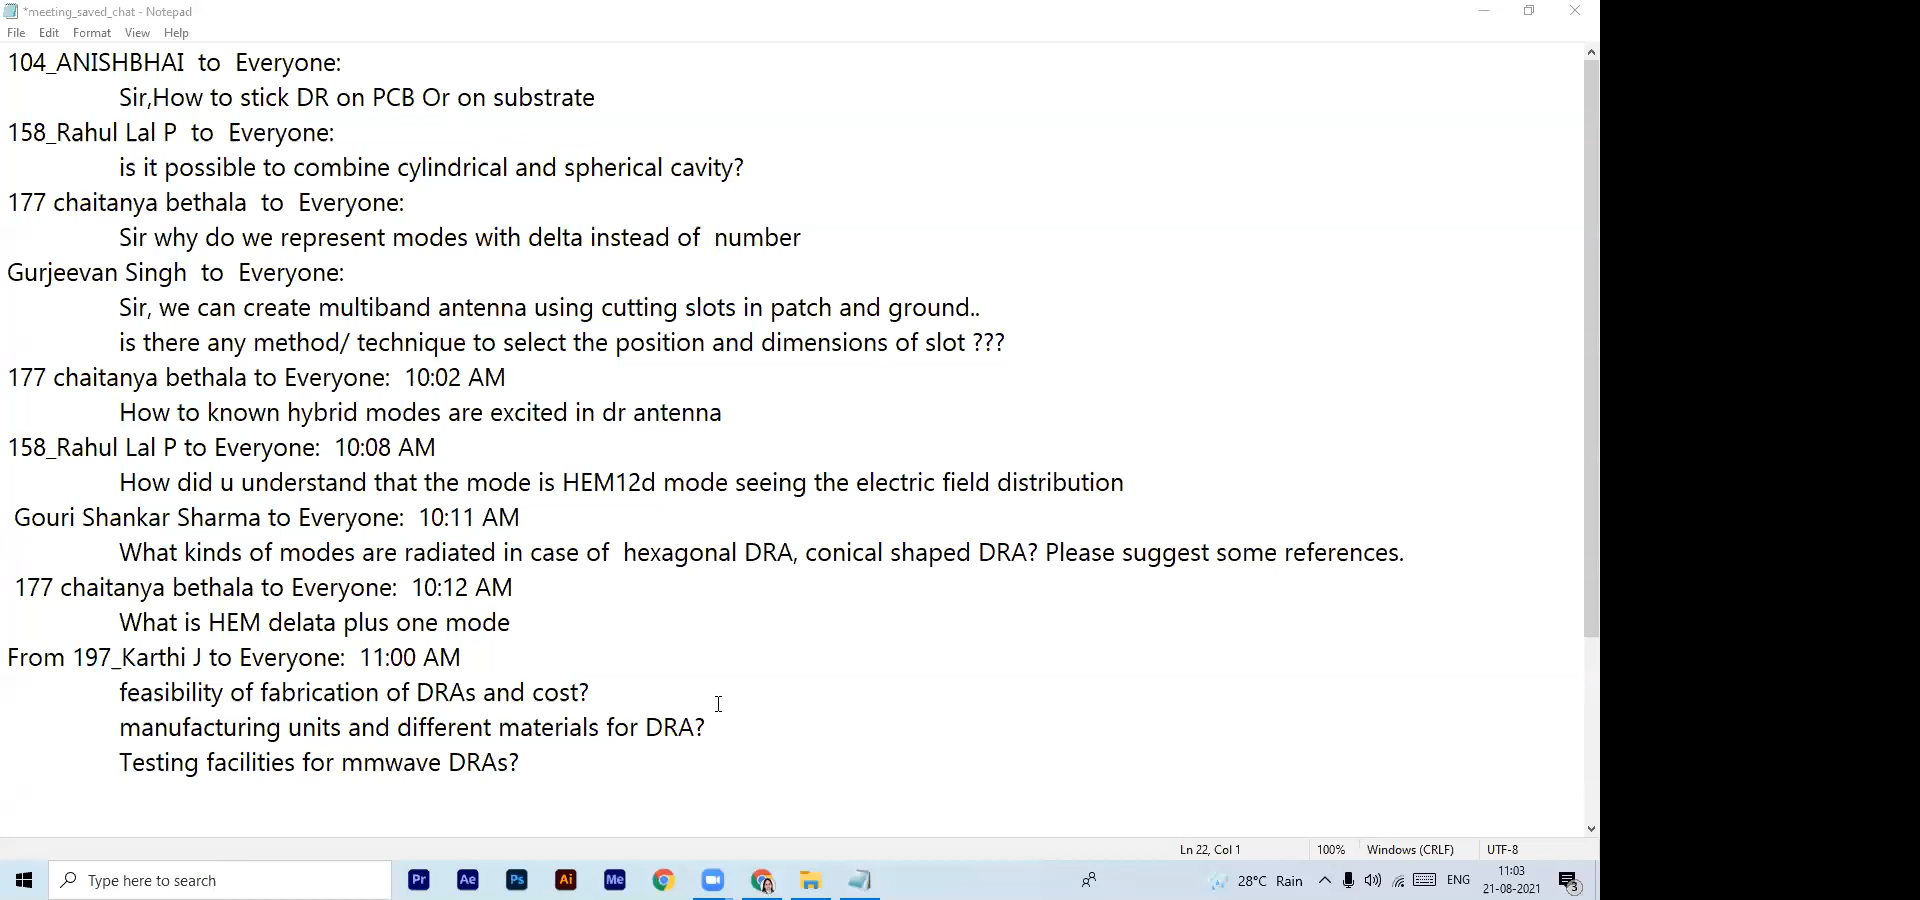 *meeting_saved_chat - Notepad
File Edit Format View Help
104_ANISHBHAI to Everyone:
Sir,How to stick DR on PCB Or on substrate
158_Rahul Lal P to Everyone:
is it possible to combine cylindrical and spherical cavity?
177 chaitanya bethala to Everyone:
Sir why do we represent modes with delta instead of number
Gurjeevan Singh to Everyone:
Sir, we can create multiband antenna using cutting slots in patch and ground..
is there any method/ technique to select the position and dimensions of slot ???
177 chaitanya bethala to Everyone: 10:02 AM
How to known hybrid modes are excited in dr antenna
158_Rahul Lal P to Everyone: 10:08 AM
How did u understand that the mode is HEM12d mode seeing the electric field distribution
Gouri Shankar Sharma to Everyone: 10:11 AM
What kinds of modes are radiated in case of hexagonal DRA, conical shaped DRA? Please suggest some references.
177 chaitanya bethala to Everyone: 10:12 AM
What is HEM delata plus one mode
From 197_Karthi J to Everyone: 11:00 AM
feasibility of fabrication of DRAs and cost?
manufacturing units and different materials for DRA?
Testing facilities for mmwave DRAs?
Ln 22, Col 1 100% Windows (CRLF) UTF-8
Type here to search Pr Ae Ps Ai Me 28°C Rain ENG 11:03
21-08-2021 3